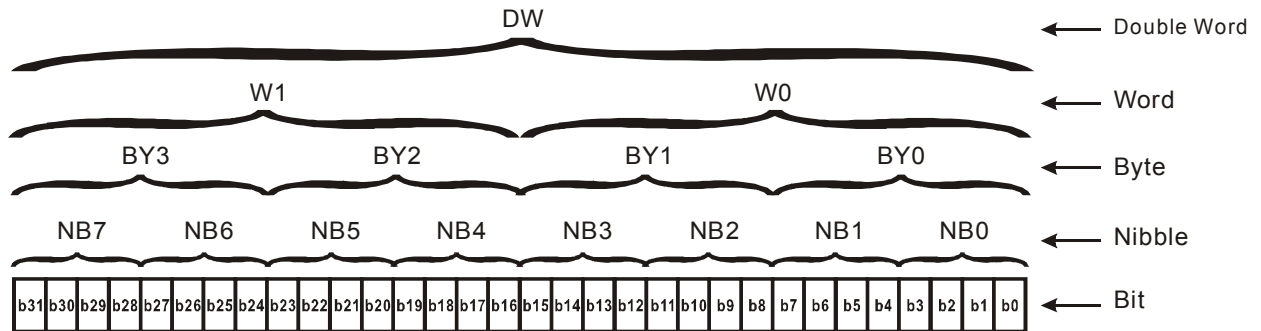 DW Double Word
W1 W0 Word
BY3 BY2 BY1 BY0 Byte
NB7 NB6 NB5 NB4 NB3 NB2 NB1 NB0 Nibble
b31 b30 b29 b28 b27 b26 b25 b24 b23 b22 b21 b20 b19 b18 b17 b16 b15 b14 b13 b12 b11 b10 b9 b8 b7 b6 b5 b4 b3 b2 b1 b0 Bit